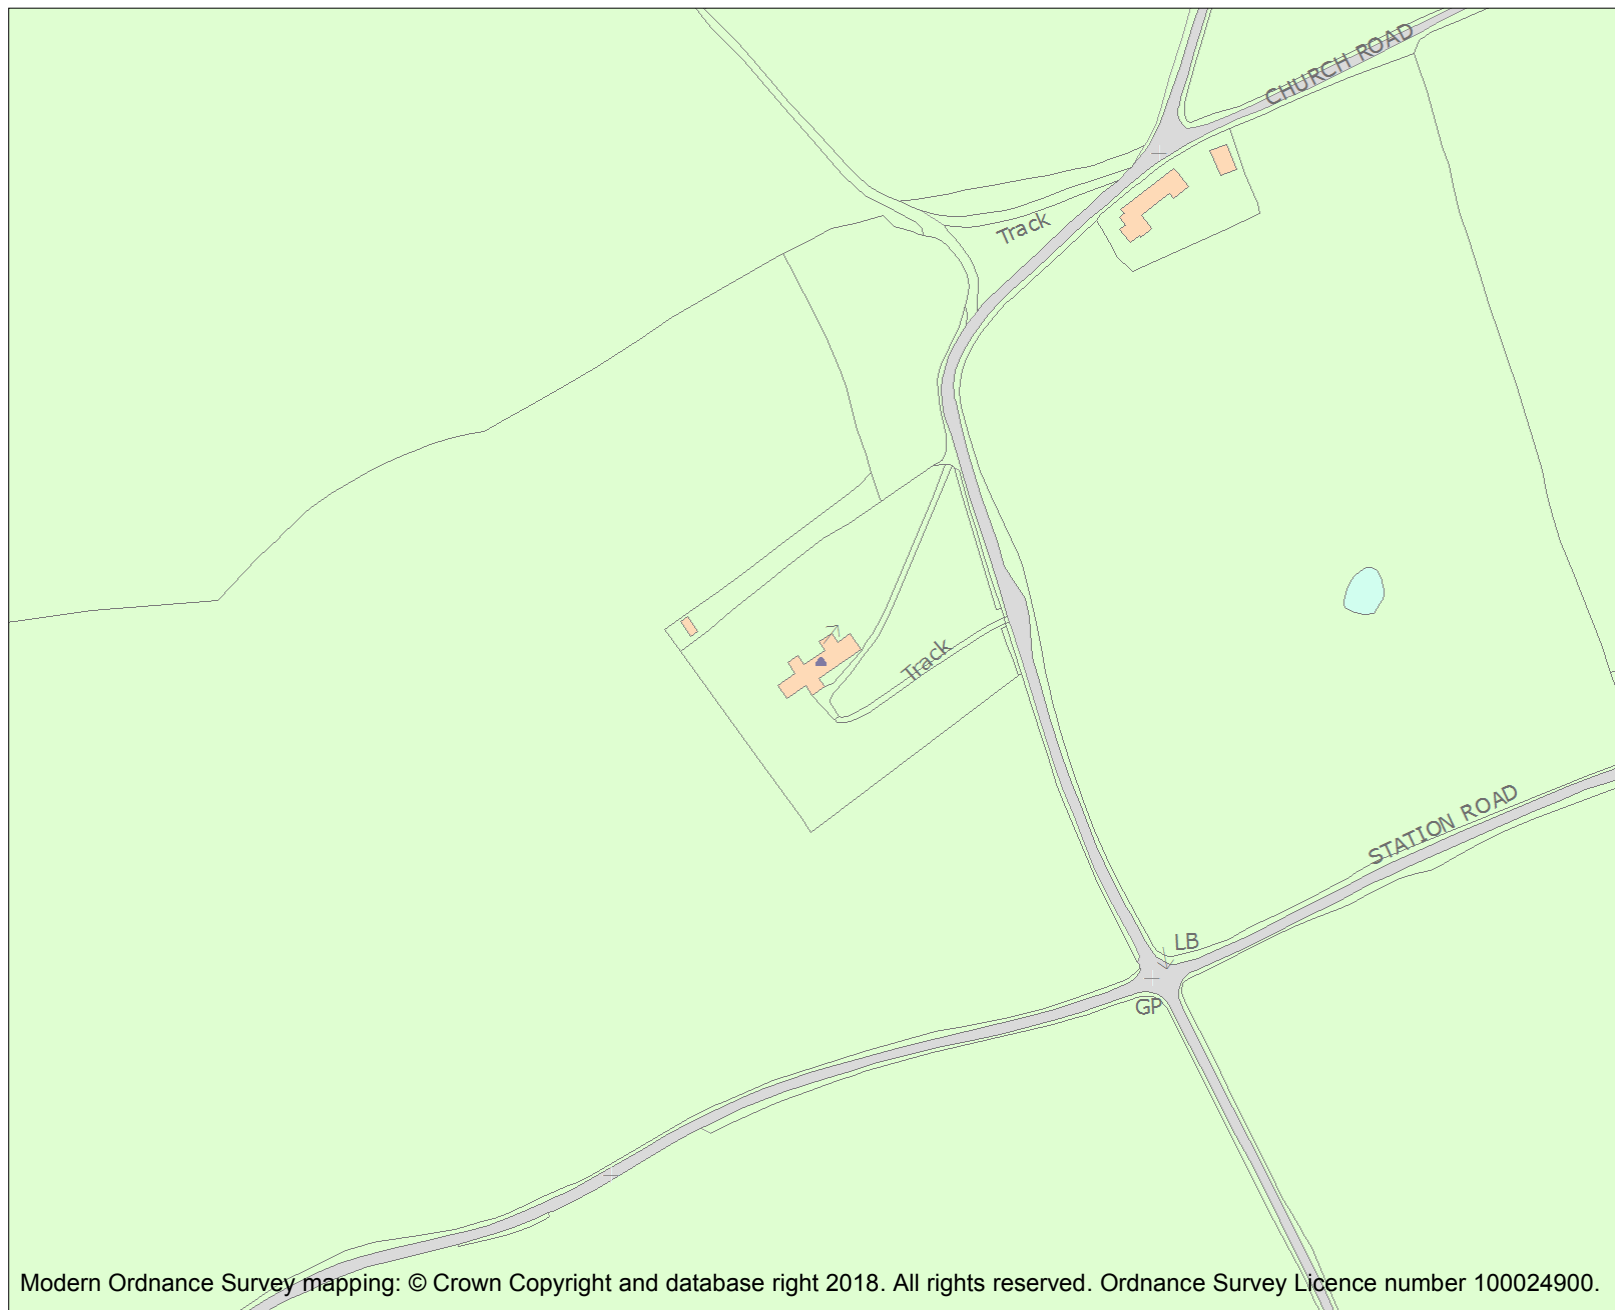 CHURCH ROAD
Track
Track
STATION ROAD
LB
GP
Modern Ordnance Survey mapping: © Crown Copyright and database right 2018. All rights reserved. Ordnance Survey Licence number 100024900.